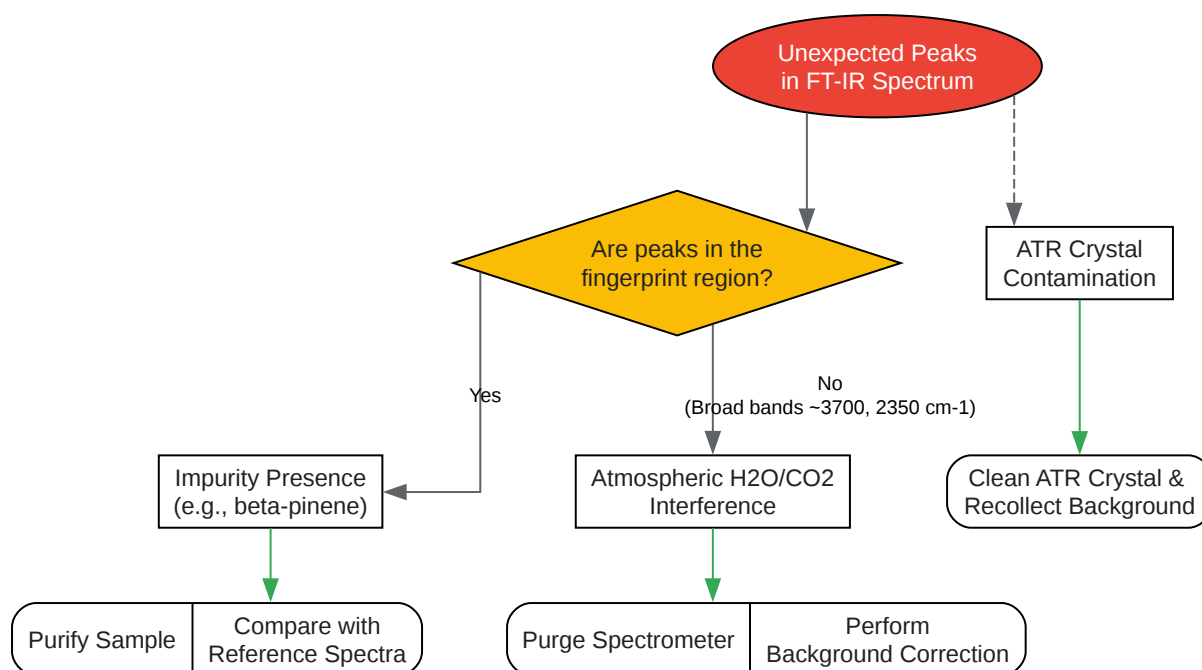 Unexpected Peaks
in FT-IR Spectrum
Are peaks in the
fingerprint region?
ATR Crystal
Contamination
Yes
No
(Broad bands ~3700, 2350 cm-1)
Impurity Presence
(e.g., beta-pinene)
Atmospheric H2O/CO2
Interference
Clean ATR Crystal &
Recollect Background
Purify Sample
Compare with
Reference Spectra
Purge Spectrometer
Perform
Background Correction